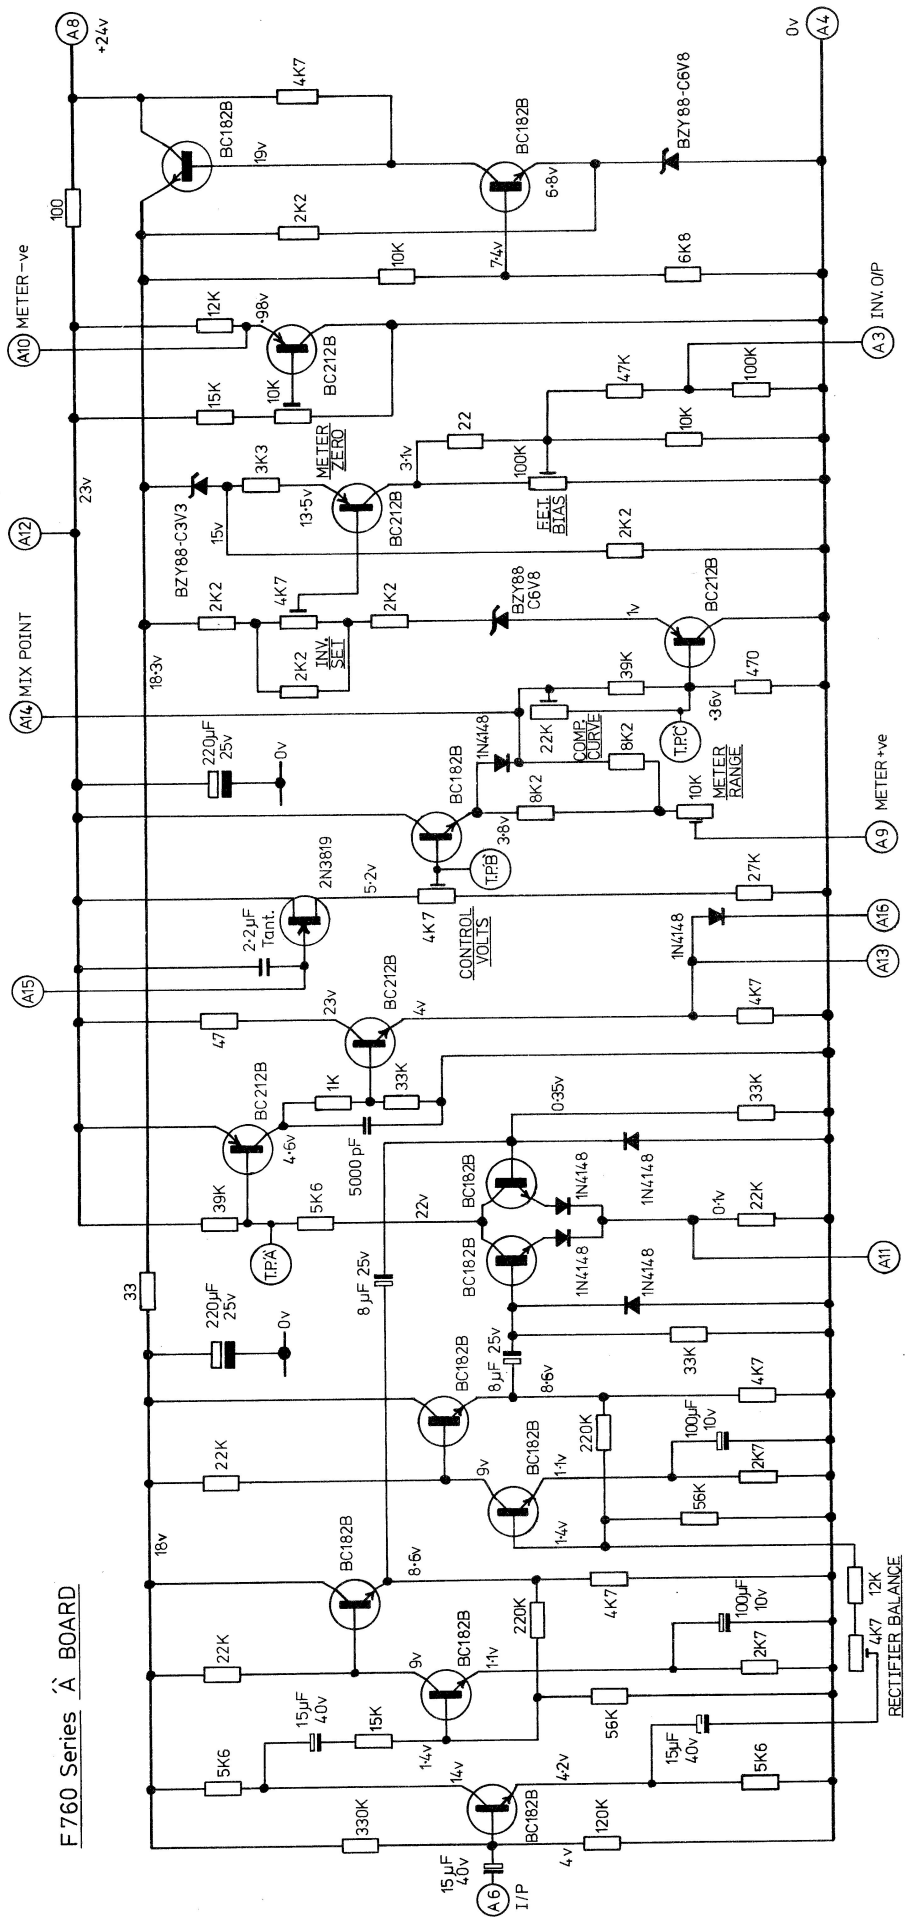 F760 Series 'A' BOARD
A6
I/P
15µF
40v
330K
4v
120K
5K6
14v
BC182B
4·2v
5K6
15µF
40v
15K
1·4v
15µF
40v
22K
9v
BC182B
1·1v
56K
2K7
100µF
10v
RECTIFIER BALANCE
4K7
12K
18v
BC182B
8·6v
220K
4K7
22K
9v
BC182B
1·4v
1·1v
56K
2K7
100µF
10v
BC182B
8µF 25v
8·6v
220K
4K7
33K
220µF
25v
0v
33
8µF 25v
BC182B
BC182B
1N4148
1N4148
1N4148
1N4148
22v
0·35v
0·1v
22K
33K
A11
39K
T.P.'A'
5K6
BC212B
4·6v
5000pF
1K
33K
47
23v
BC212B
4v
4K7
A15
2·2µF
Tant.
2N3819
5·2v
4K7
CONTROL
VOLTS
27K
1N4148
A13
A16
220µF
25v
0v
BC182B
T.P.'B'
3·8v
1N4148
8K2
8K2
10K
METER
RANGE
A9
METER+ve
A14
MIX POINT
22K
COMP.
CURVE
39K
T.P.'C'
·36v
470
18·3v
2K2
4K7
2K2
INV.
SET
2K2
BZY88
C6V8
1v
BC212B
A12
23v
BZY88-C3V3
15v
3K3
13·5v
BC212B
3·1v
2K2
100K
F.E.T.
BIAS
22
10K
47K
100K
A3
INV. O/P
A10
METER-ve
15K
10K
METER
ZERO
12K
·98v
BC212B
100
10K
7·4v
6K8
2K2
BC182B
19v
4K7
BC182B
6·8v
BZY88-C6V8
A8
+24v
0v
A4